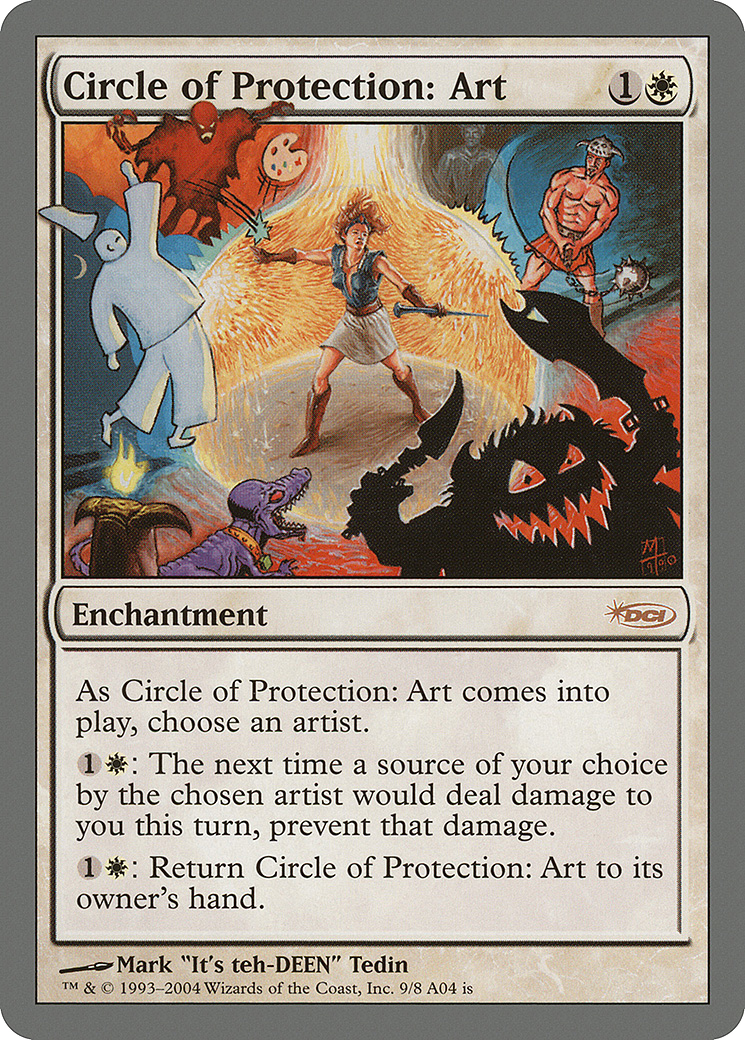 Circle of Protection: Art 1
Enchantment DCI
As Circle of Protection: Art comes into
play, choose an artist.
1 : The next time a source of your choice
by the chosen artist would deal damage to
you this turn, prevent that damage.
1 : Return Circle of Protection: Art to its
owner's hand.
Mark "It's teh-DEEN" Tedin
™ & © 1993–2004 Wizards of the Coast, Inc. 9/8 A04 is